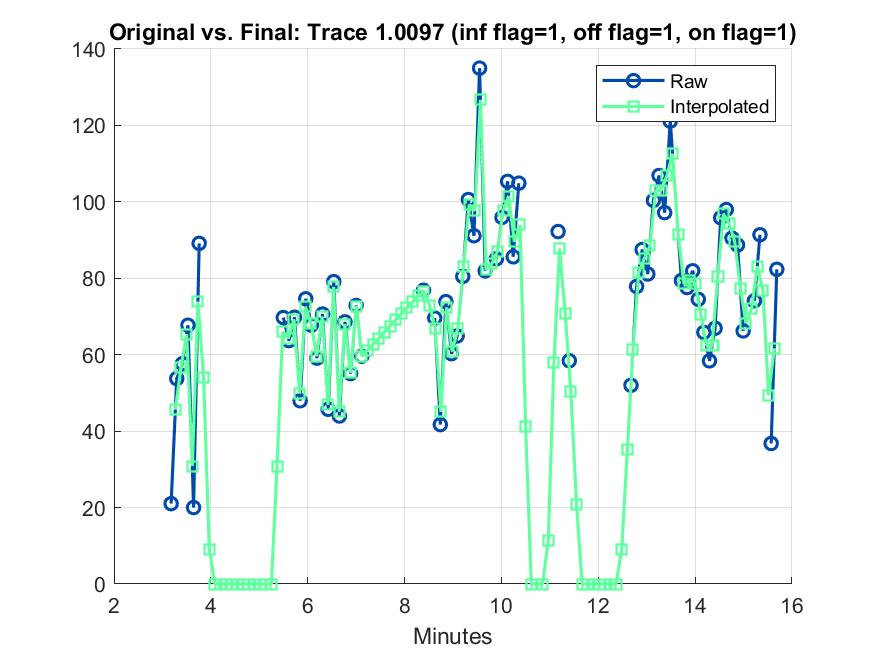 Original vs. Final: Trace 1.0097 (inf flag=1, off flag=1, on flag=1)
140
120
100
80
60
40
20
0
Raw
Interpolated
2 4 6 8 10 12 14 16
Minutes